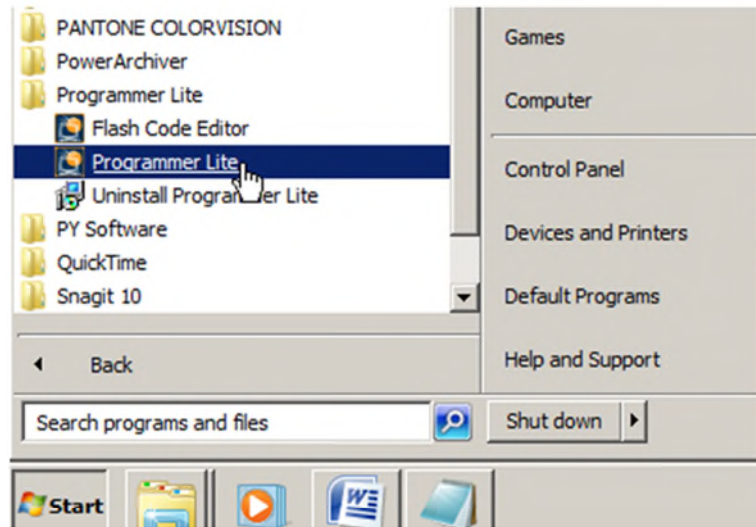 PANTONE COLORVISION
PowerArchiver
Programmer Lite
Flash Code Editor
Programmer Lite
Uninstall Programmer Lite
PY Software
QuickTime
Snagit 10
Back
Search programs and files
Games
Computer
Control Panel
Devices and Printers
Default Programs
Help and Support
Shut down
Start